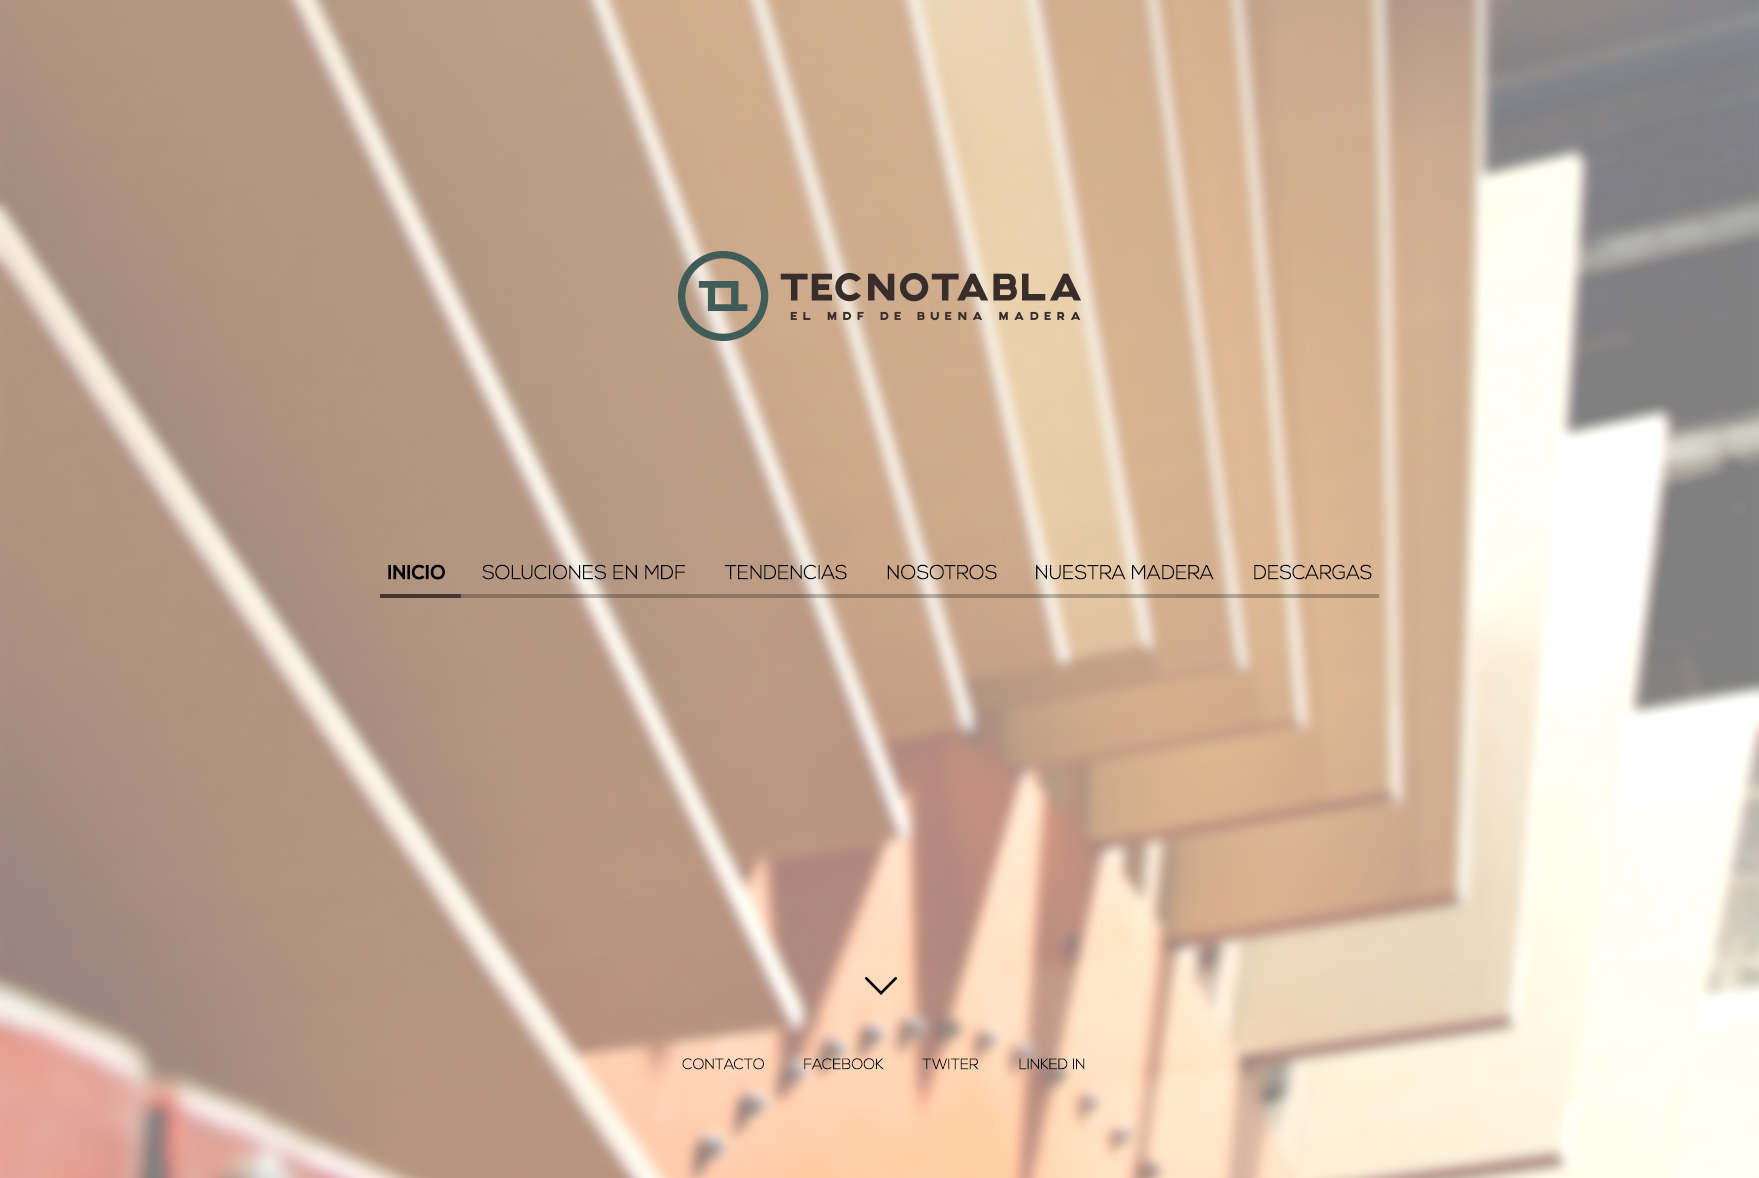 TECNOTABLA
EL MDF DE BUENA MADERA
INICIO SOLUCIONES EN MDF TENDENCIAS NOSOTROS NUESTRA MADERA DESCARGAS
CONTACTO FACEBOOK TWITER LINKED IN